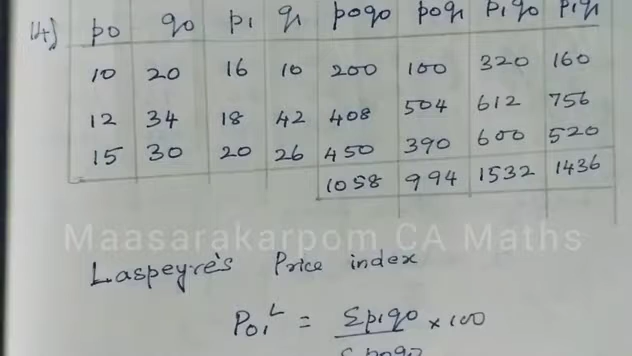 14) p0 q0 p1 q1 p0q0 p0q1 p1q0 p1q1
10 20 16 10 200 100 320 160
12 34 18 42 408 504 612 756
15 30 20 26 450 390 600 520
1058 994 1532 1436
Maasarakarpom CA Maths
Laspeyre's Price index
P01^L = Σp1q0 × 100
Σp0q0